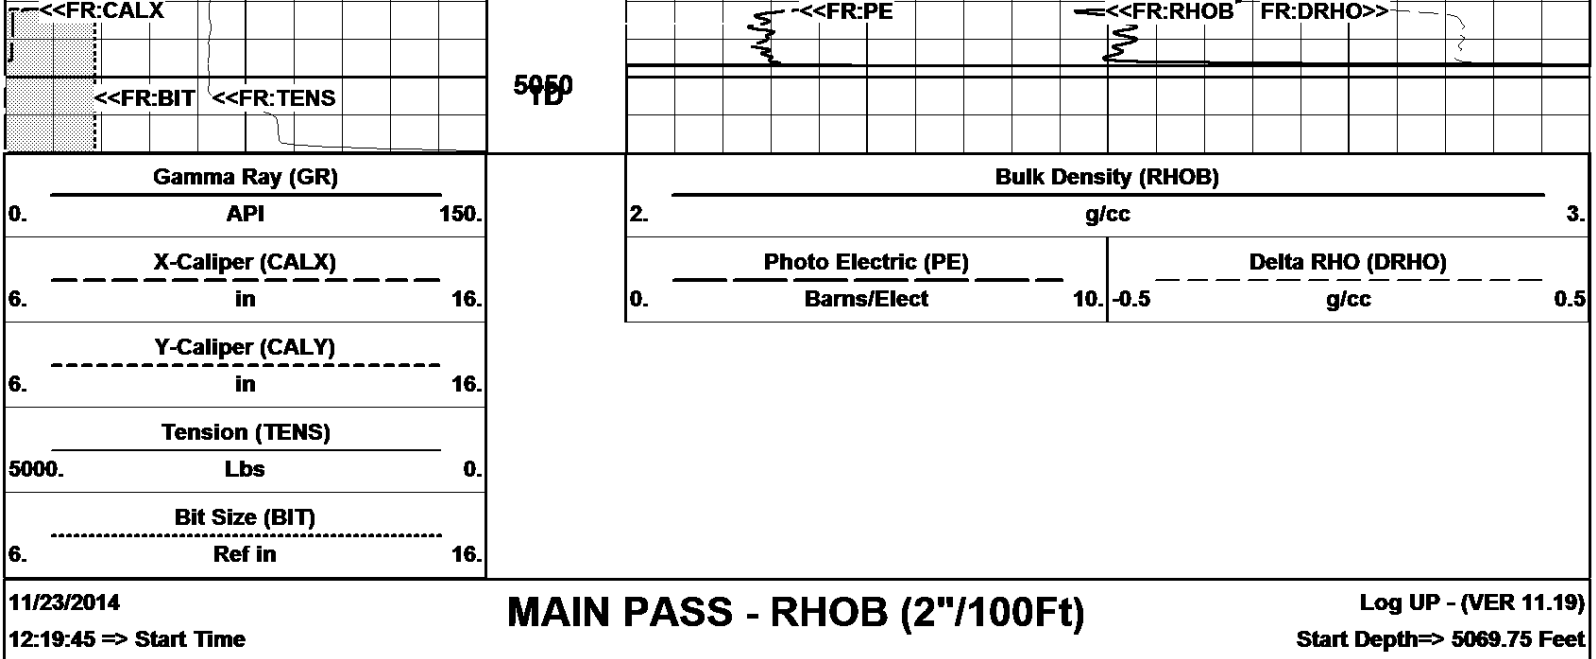 <<FR:CALX
<<FR:PE
<<FR:RHOB
FR:DRHO>>
<<FR:BIT
<<FR:TENS
5050
TD
Gamma Ray (GR)
0. API 150.
X-Caliper (CALX)
6. in 16.
Y-Caliper (CALY)
6. in 16.
Tension (TENS)
5000. Lbs 0.
Bit Size (BIT)
6. Ref in 16.
Bulk Density (RHOB)
2. g/cc 3.
Photo Electric (PE)
0. Barns/Elect 10.
Delta RHO (DRHO)
-0.5 g/cc 0.5
11/23/2014
12:19:45 => Start Time
MAIN PASS - RHOB (2"/100Ft)
Log UP - (VER 11.19)
Start Depth=> 5069.75 Feet